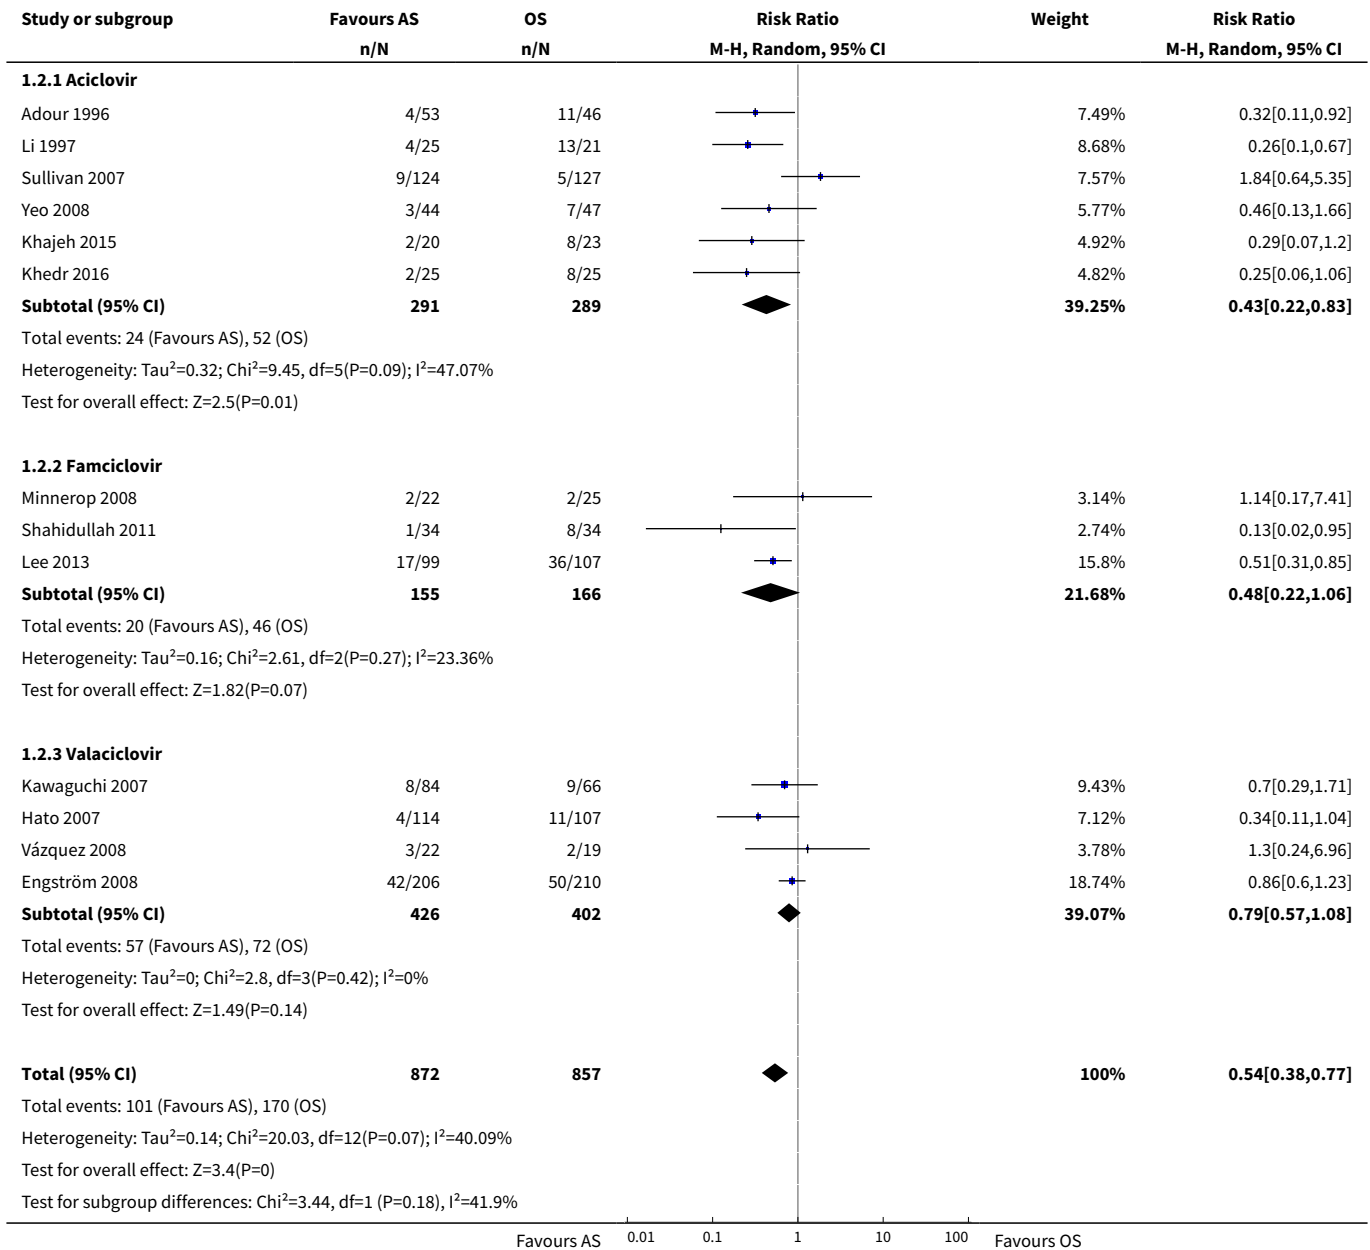 Study or subgroup Favours AS OS Risk Ratio Weight Risk Ratio
n/N n/N M-H, Random, 95% CI M-H, Random, 95% CI
1.2.1 Aciclovir
Adour 1996 4/53 11/46 7.49% 0.32[0.11,0.92]
Li 1997 4/25 13/21 8.68% 0.26[0.1,0.67]
Sullivan 2007 9/124 5/127 7.57% 1.84[0.64,5.35]
Yeo 2008 3/44 7/47 5.77% 0.46[0.13,1.66]
Khajeh 2015 2/20 8/23 4.92% 0.29[0.07,1.2]
Khedr 2016 2/25 8/25 4.82% 0.25[0.06,1.06]
Subtotal (95% CI) 291 289 39.25% 0.43[0.22,0.83]
Total events: 24 (Favours AS), 52 (OS)
Heterogeneity: Tau²=0.32; Chi²=9.45, df=5(P=0.09); I²=47.07%
Test for overall effect: Z=2.5(P=0.01)
1.2.2 Famciclovir
Minnerop 2008 2/22 2/25 3.14% 1.14[0.17,7.41]
Shahidullah 2011 1/34 8/34 2.74% 0.13[0.02,0.95]
Lee 2013 17/99 36/107 15.8% 0.51[0.31,0.85]
Subtotal (95% CI) 155 166 21.68% 0.48[0.22,1.06]
Total events: 20 (Favours AS), 46 (OS)
Heterogeneity: Tau²=0.16; Chi²=2.61, df=2(P=0.27); I²=23.36%
Test for overall effect: Z=1.82(P=0.07)
1.2.3 Valaciclovir
Kawaguchi 2007 8/84 9/66 9.43% 0.7[0.29,1.71]
Hato 2007 4/114 11/107 7.12% 0.34[0.11,1.04]
Vázquez 2008 3/22 2/19 3.78% 1.3[0.24,6.96]
Engström 2008 42/206 50/210 18.74% 0.86[0.6,1.23]
Subtotal (95% CI) 426 402 39.07% 0.79[0.57,1.08]
Total events: 57 (Favours AS), 72 (OS)
Heterogeneity: Tau²=0; Chi²=2.8, df=3(P=0.42); I²=0%
Test for overall effect: Z=1.49(P=0.14)
Total (95% CI) 872 857 100% 0.54[0.38,0.77]
Total events: 101 (Favours AS), 170 (OS)
Heterogeneity: Tau²=0.14; Chi²=20.03, df=12(P=0.07); I²=40.09%
Test for overall effect: Z=3.4(P=0)
Test for subgroup differences: Chi²=3.44, df=1 (P=0.18), I²=41.9%
Favours AS 0.01 0.1 1 10 100 Favours OS